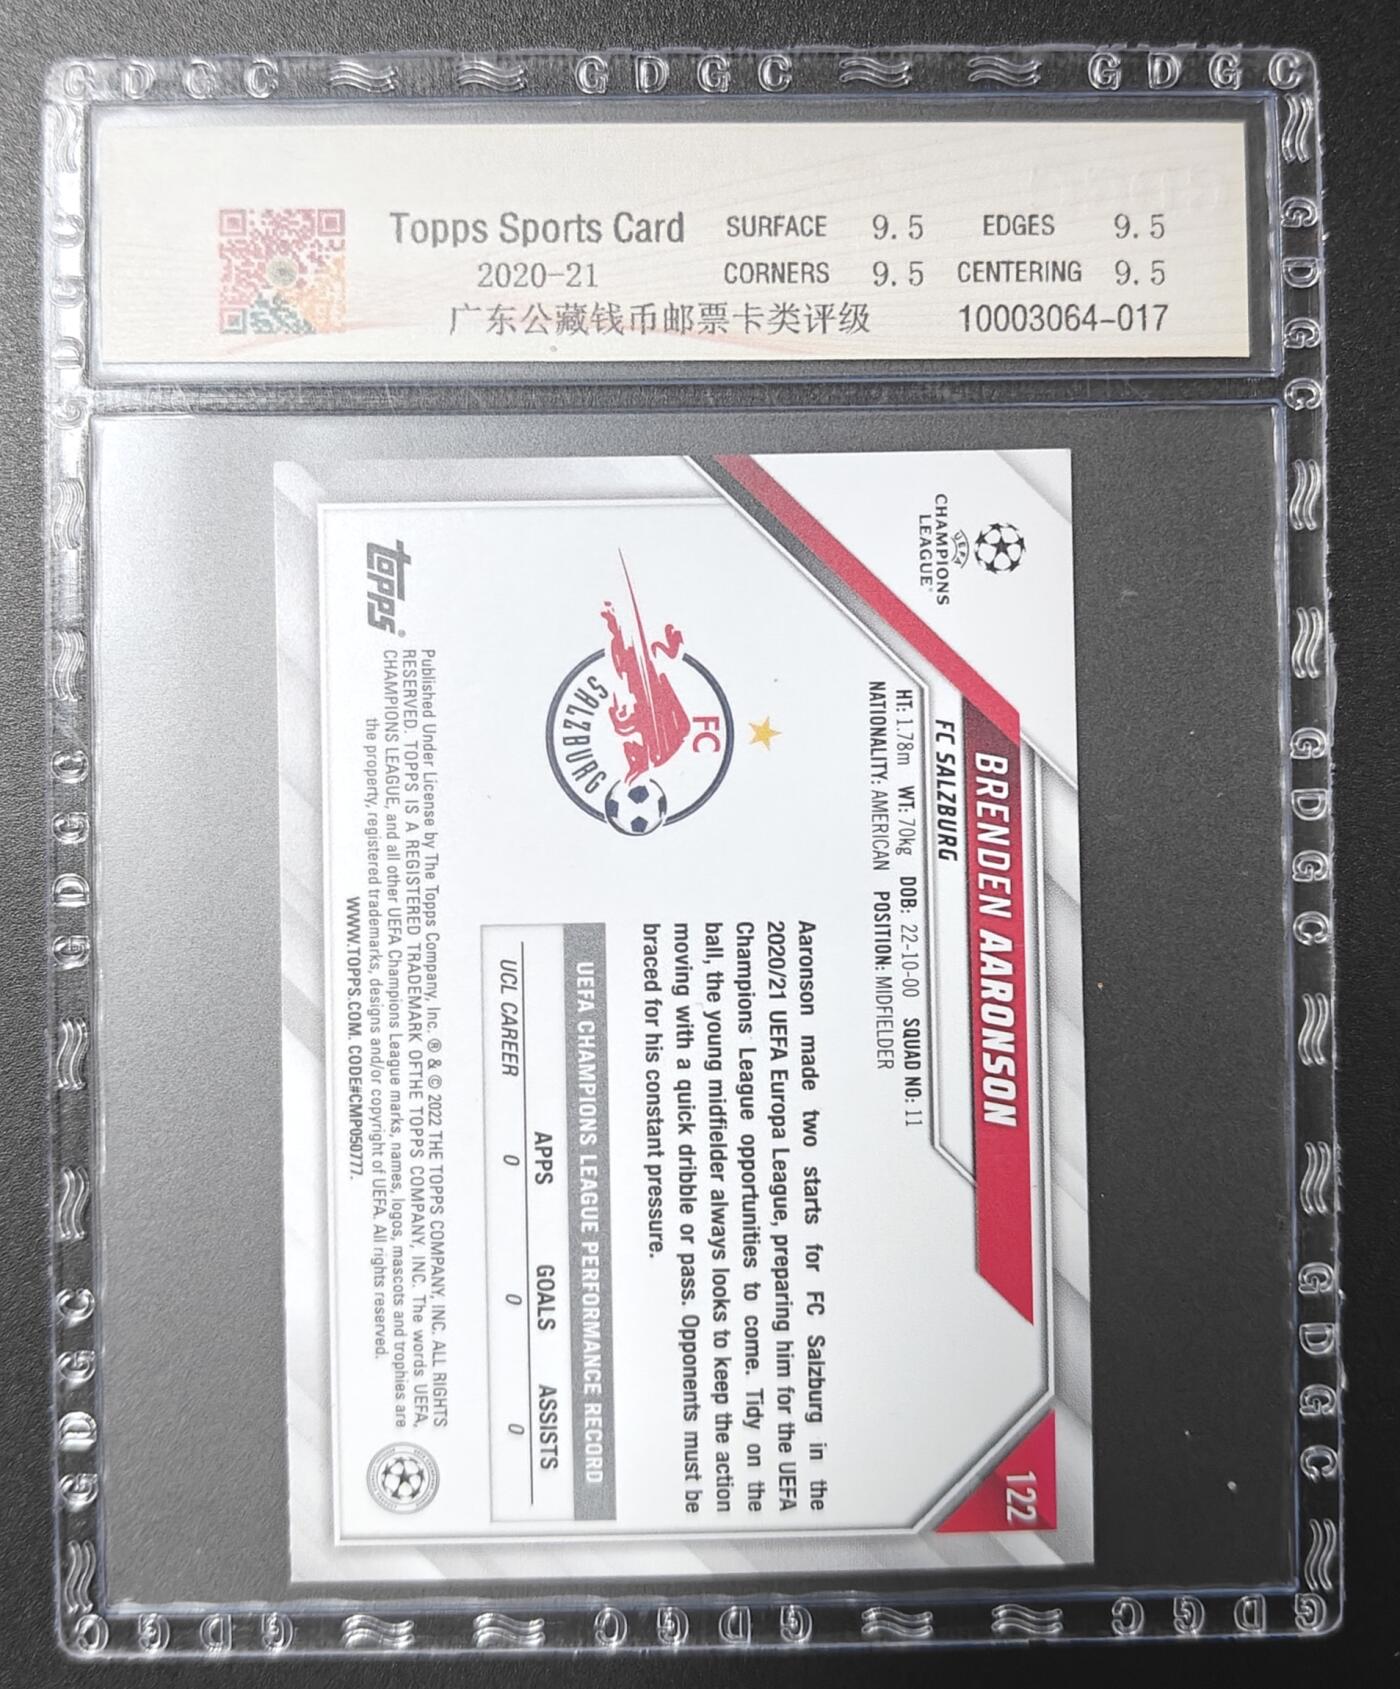 GDGC GDGC GDGC
Topps Sports Card
2020-21
SURFACE 9.5 EDGES 9.5
CORNERS 9.5 CENTERING 9.5
广东公藏钱币邮票卡类评级 10003064-017
UEFA
CHAMPIONS
LEAGUE
BRENDEN AARONSON
122
FC SALZBURG
HT: 1.78m WT: 70kg DOB: 22-10-00 SQUAD NO: 11
NATIONALITY: AMERICAN POSITION: MIDFIELDER
FC
SALZBURG
Aaronson made two starts for FC Salzburg in the
2020/21 UEFA Europa League, preparing him for the UEFA
Champions League opportunities to come. Tidy on the
ball, the young midfielder always looks to keep the action
moving with a quick dribble or pass. Opponents must be
braced for his constant pressure.
UEFA CHAMPIONS LEAGUE PERFORMANCE RECORD
APPS GOALS ASSISTS
UCL CAREER 0 0 0
topps®
Published Under License by The Topps Company, Inc. ® & © 2022 THE TOPPS COMPANY, INC. ALL RIGHTS
RESERVED. TOPPS IS A REGISTERED TRADEMARK OFTHE TOPPS COMPANY, INC. The words UEFA,
CHAMPIONS LEAGUE, and all other UEFA Champions League marks, names, logos, mascots and trophies are
the property, registered trademarks, designs and/or copyright of UEFA. All rights reserved.
WWW.TOPPS.COM. CODE#CMP050777.